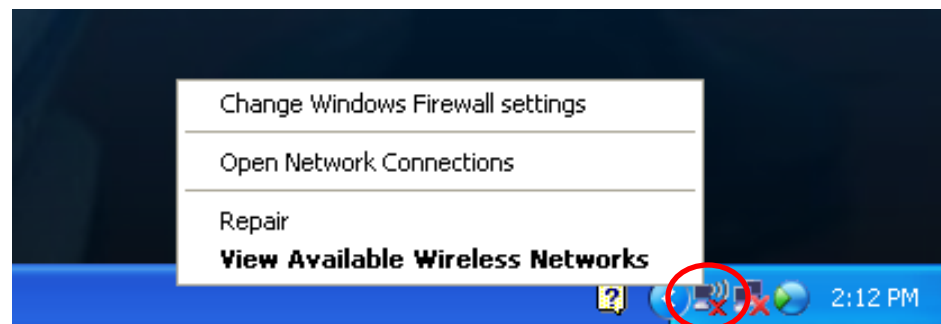 Change Windows Firewall settings
Open Network Connections
Repair
View Available Wireless Networks
? 2:12 PM